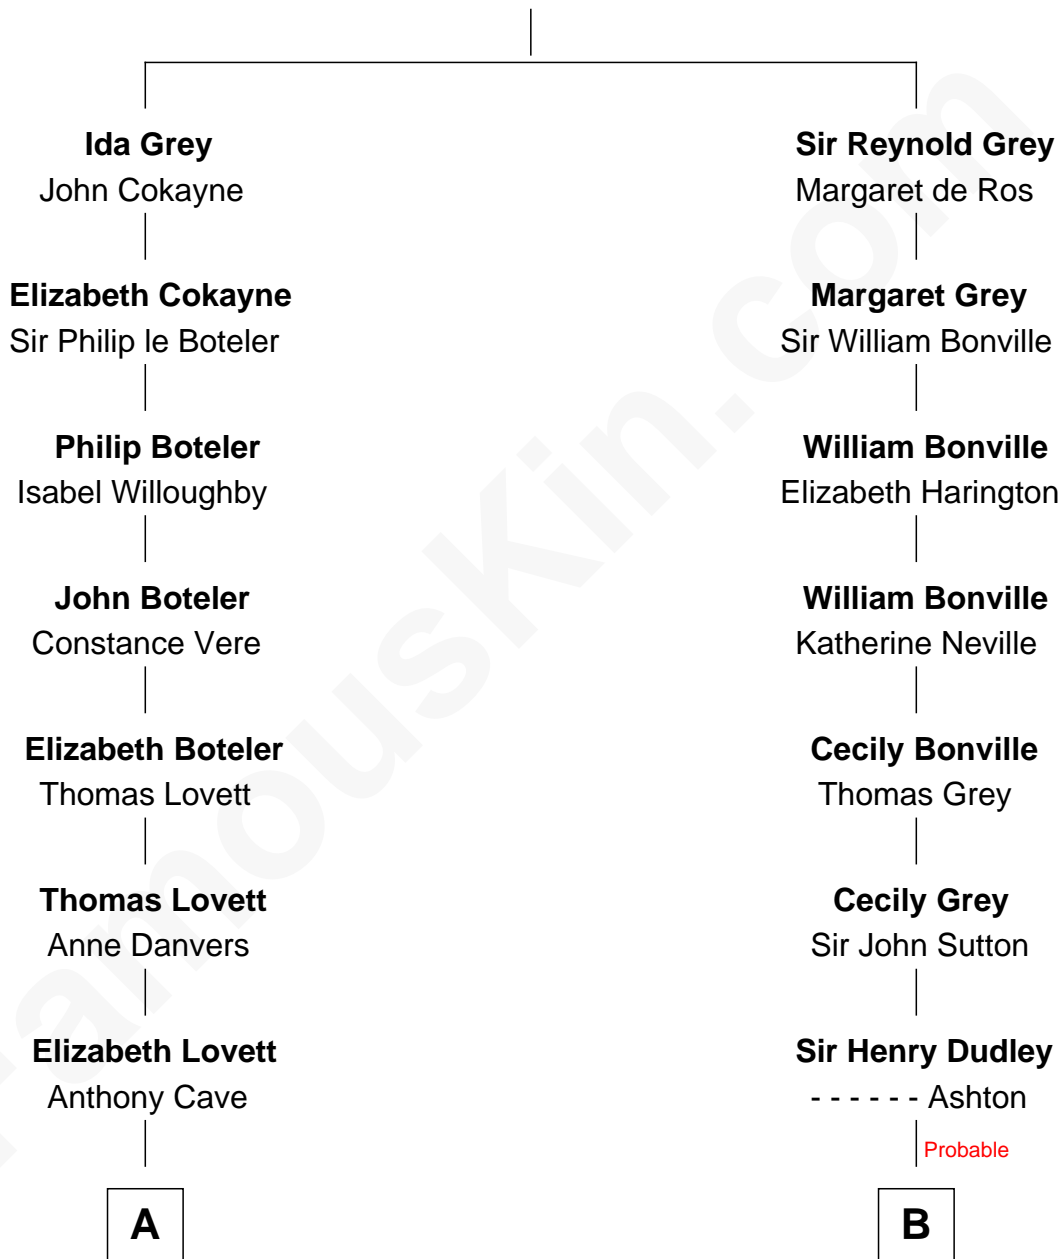 Ida Grey
John Cokayne
Elizabeth Cokayne
Sir Philip le Boteler
Philip Boteler
Isabel Willoughby
John Boteler
Constance Vere
Elizabeth Boteler
Thomas Lovett
Thomas Lovett
Anne Danvers
Elizabeth Lovett
Anthony Cave
A
Sir Reynold Grey
Margaret de Ros
Margaret Grey
Sir William Bonville
William Bonville
Elizabeth Harington
William Bonville
Katherine Neville
Cecily Bonville
Thomas Grey
Cecily Grey
Sir John Sutton
Sir Henry Dudley
- - - - - - Ashton
Probable
B
FamousKin.com